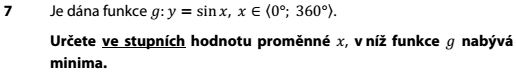 7 Je dána funkce g: y = sin x, x ∈ ⟨0°; 360°⟩.
Určete ve stupních hodnotu proměnné x, v níž funkce g nabývá
minima.